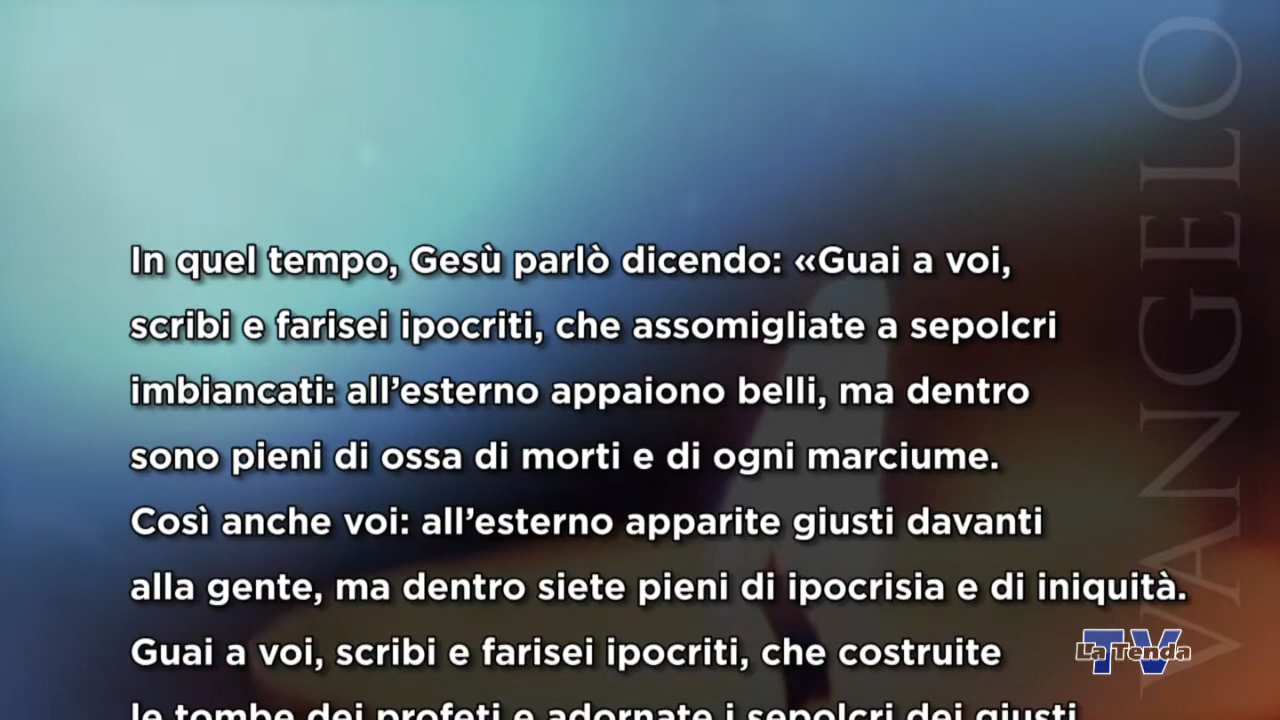 In quel tempo, Gesù parlò dicendo: «Guai a voi,
scribi e farisei ipocriti, che assomigliate a sepolcri
imbiancati: all’esterno appaiono belli, ma dentro
sono pieni di ossa di morti e di ogni marciume.
Così anche voi: all’esterno apparite giusti davanti
alla gente, ma dentro siete pieni di ipocrisia e di iniquità.
Guai a voi, scribi e farisei ipocriti, che costruite
le tombe dei profeti e adornate i sepolcri dei giusti
VANGELO
TV
La Tenda